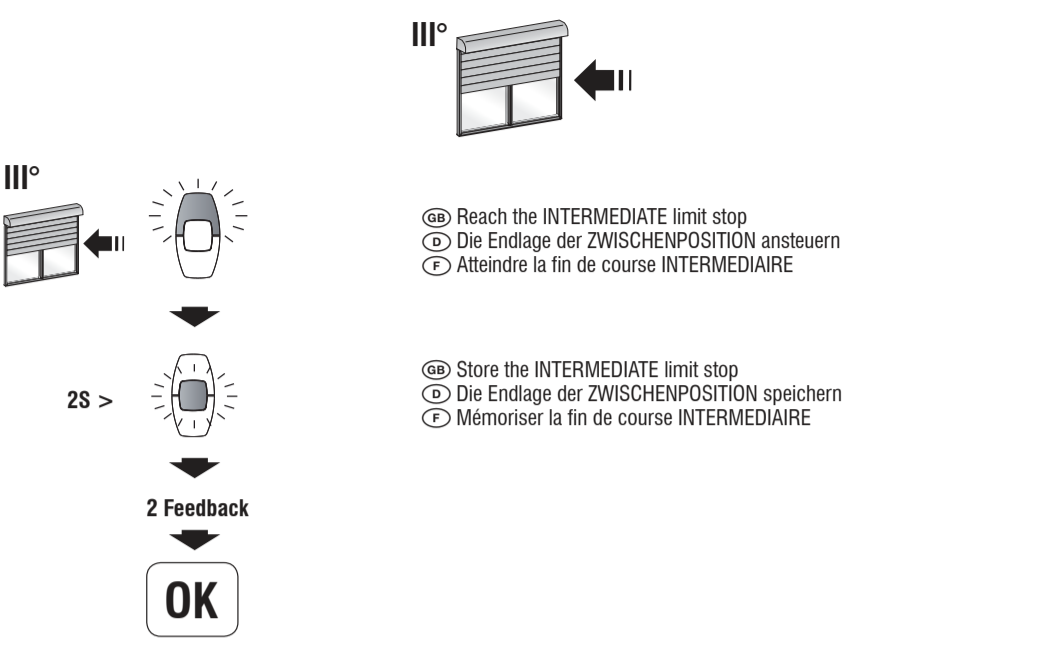 III°
III°
GB Reach the INTERMEDIATE limit stop
D Die Endlage der ZWISCHENPOSITION ansteuern
F Atteindre la fin de course INTERMEDIAIRE
2S >
GB Store the INTERMEDIATE limit stop
D Die Endlage der ZWISCHENPOSITION speichern
F Mémoriser la fin de course INTERMEDIAIRE
2 Feedback
OK